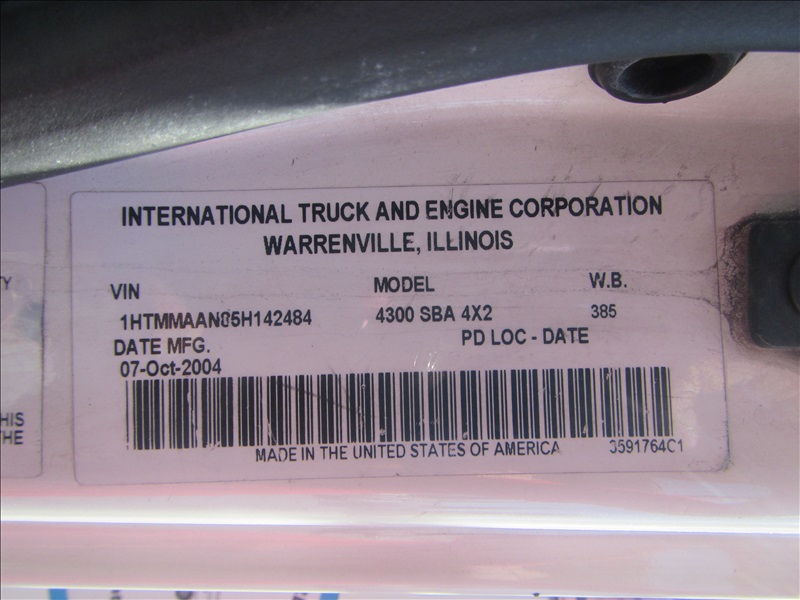 INTERNATIONAL TRUCK AND ENGINE CORPORATION
WARRENVILLE, ILLINOIS
VIN MODEL W.B.
1HTMMAAN85H142484 4300 SBA 4X2 385
DATE MFG. PD LOC - DATE
07-Oct-2004
MADE IN THE UNITED STATES OF AMERICA 3591764C1